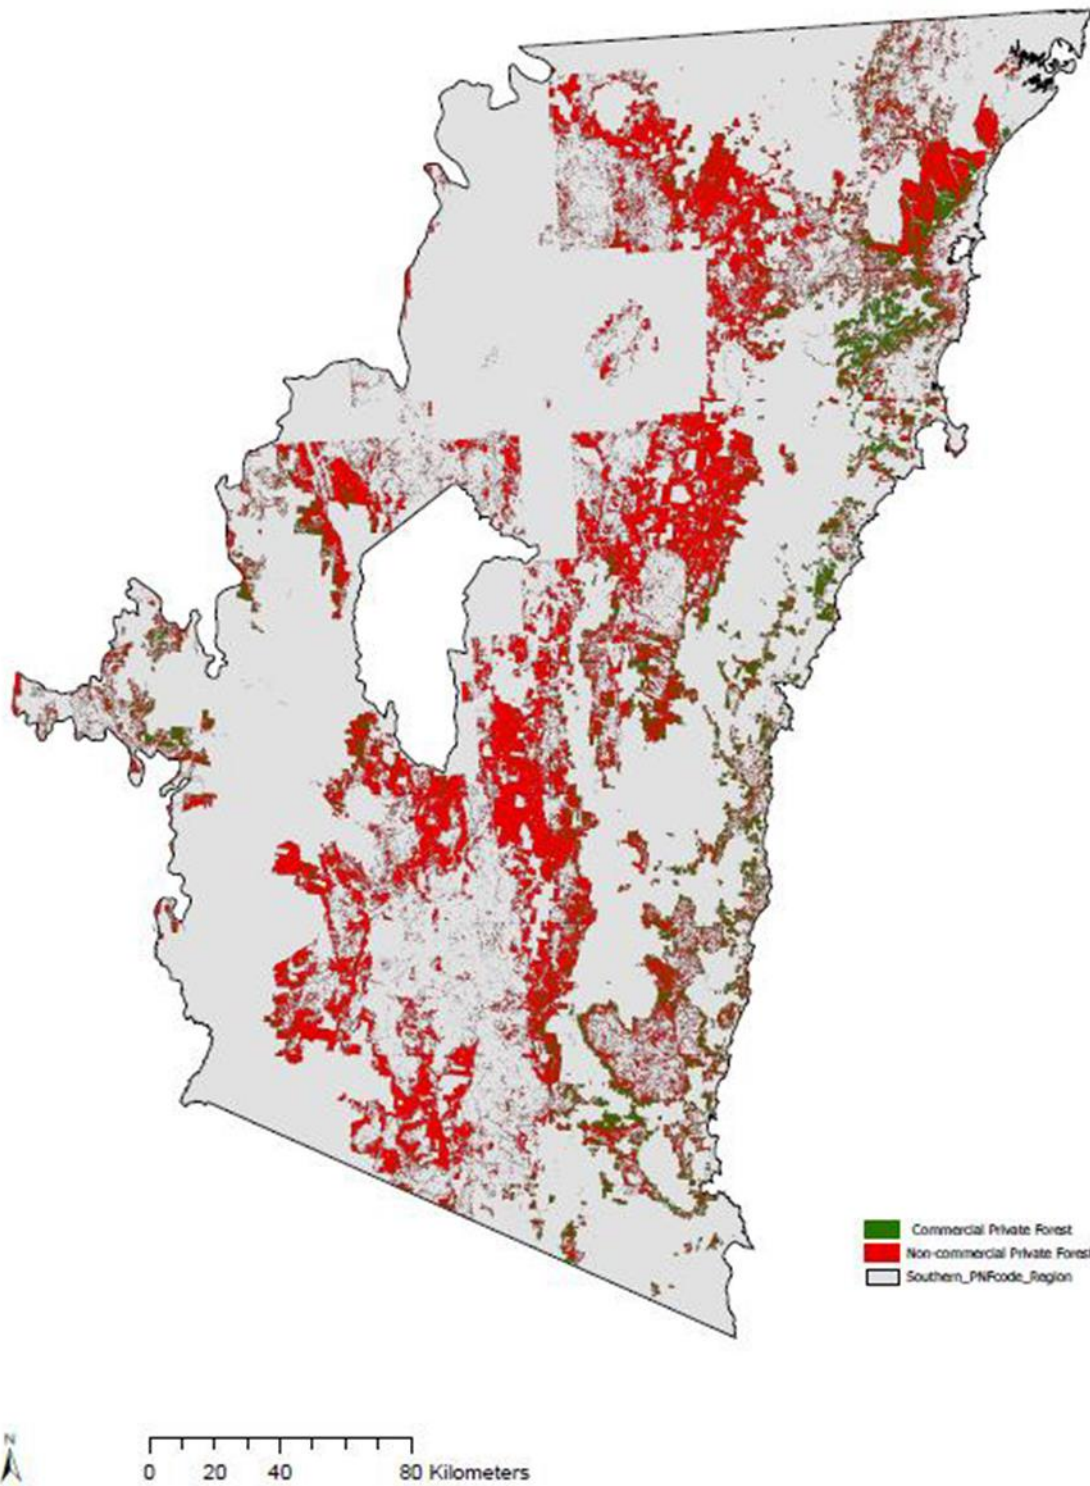 Commercial Private Forest
Non-commercial Private Forest
Southern_PNFcode_Region
N
0 20 40 80 Kilometers